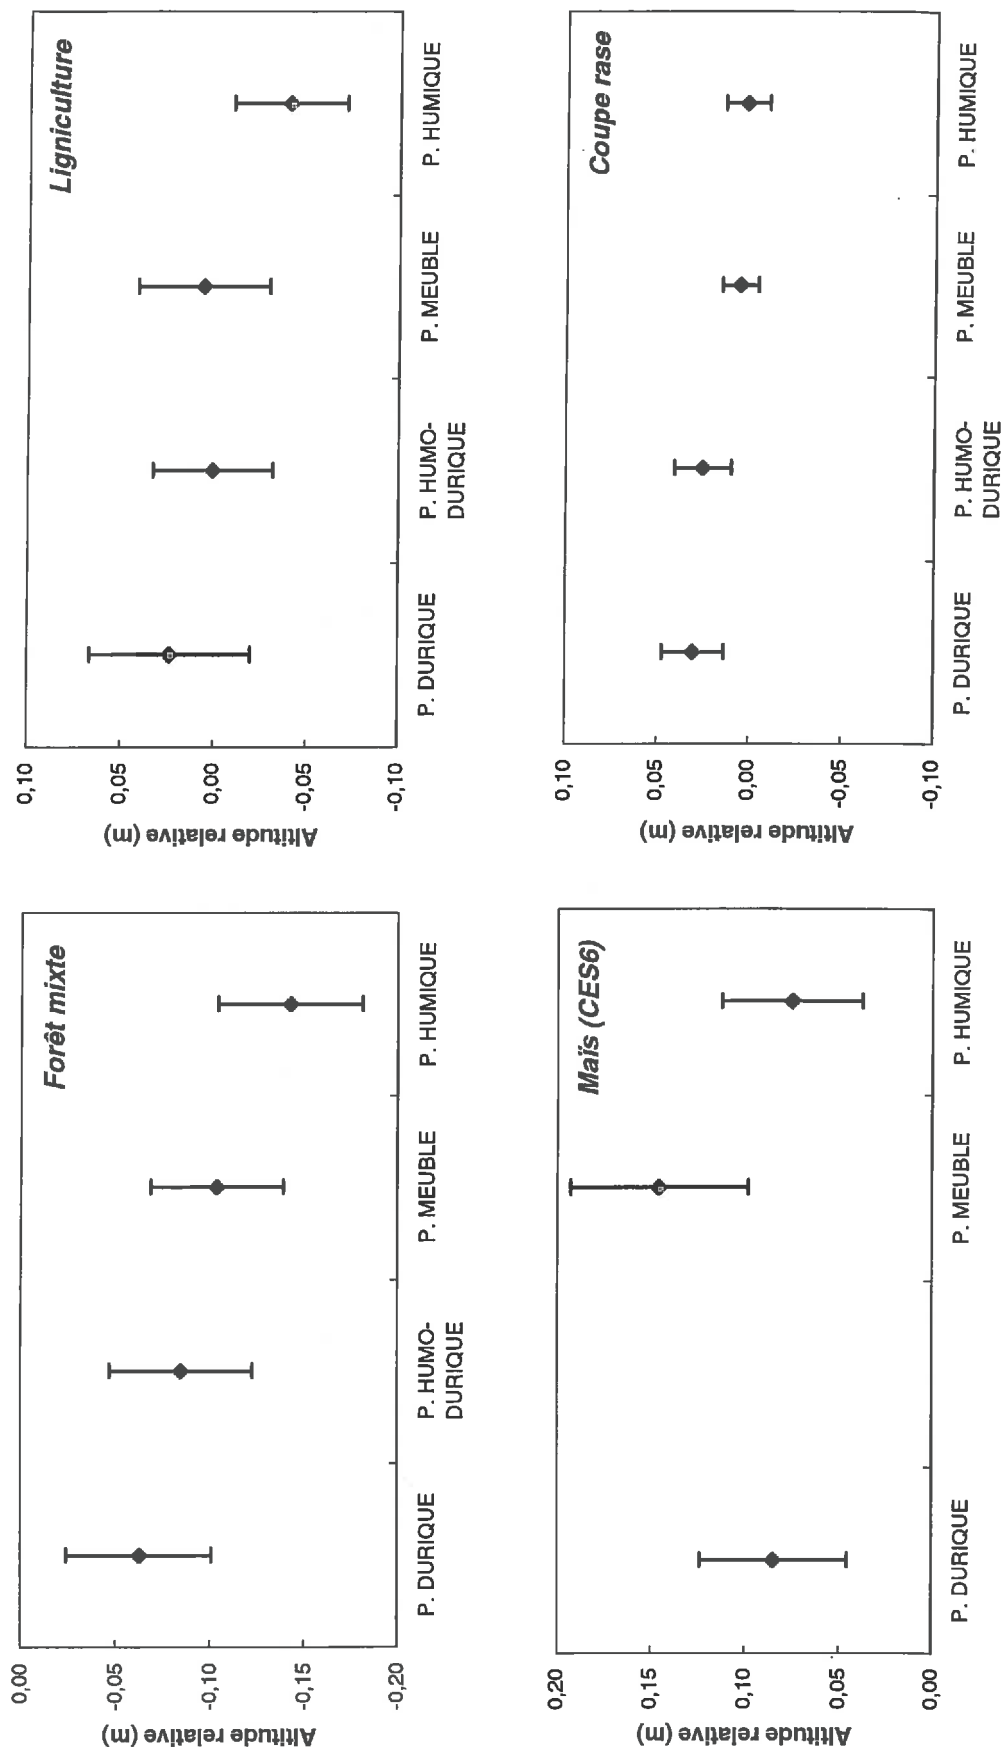 Forêt mixte
Altitude relative (m)
0,00
-0,05
-0,10
-0,15
-0,20
P. DURIQUE
P. HUMO-
DURIQUE
P. MEUBLE
P. HUMIQUE
Ligniculture
Altitude relative (m)
0,10
0,05
0,00
-0,05
-0,10
P. DURIQUE
P. HUMO-
DURIQUE
P. MEUBLE
P. HUMIQUE
Maïs (CES6)
Altitude relative (m)
0,20
0,15
0,10
0,05
0,00
P. DURIQUE
P. MEUBLE
P. HUMIQUE
Coupe rase
Altitude relative (m)
0,10
0,05
0,00
-0,05
-0,10
P. DURIQUE
P. HUMO-
DURIQUE
P. MEUBLE
P. HUMIQUE